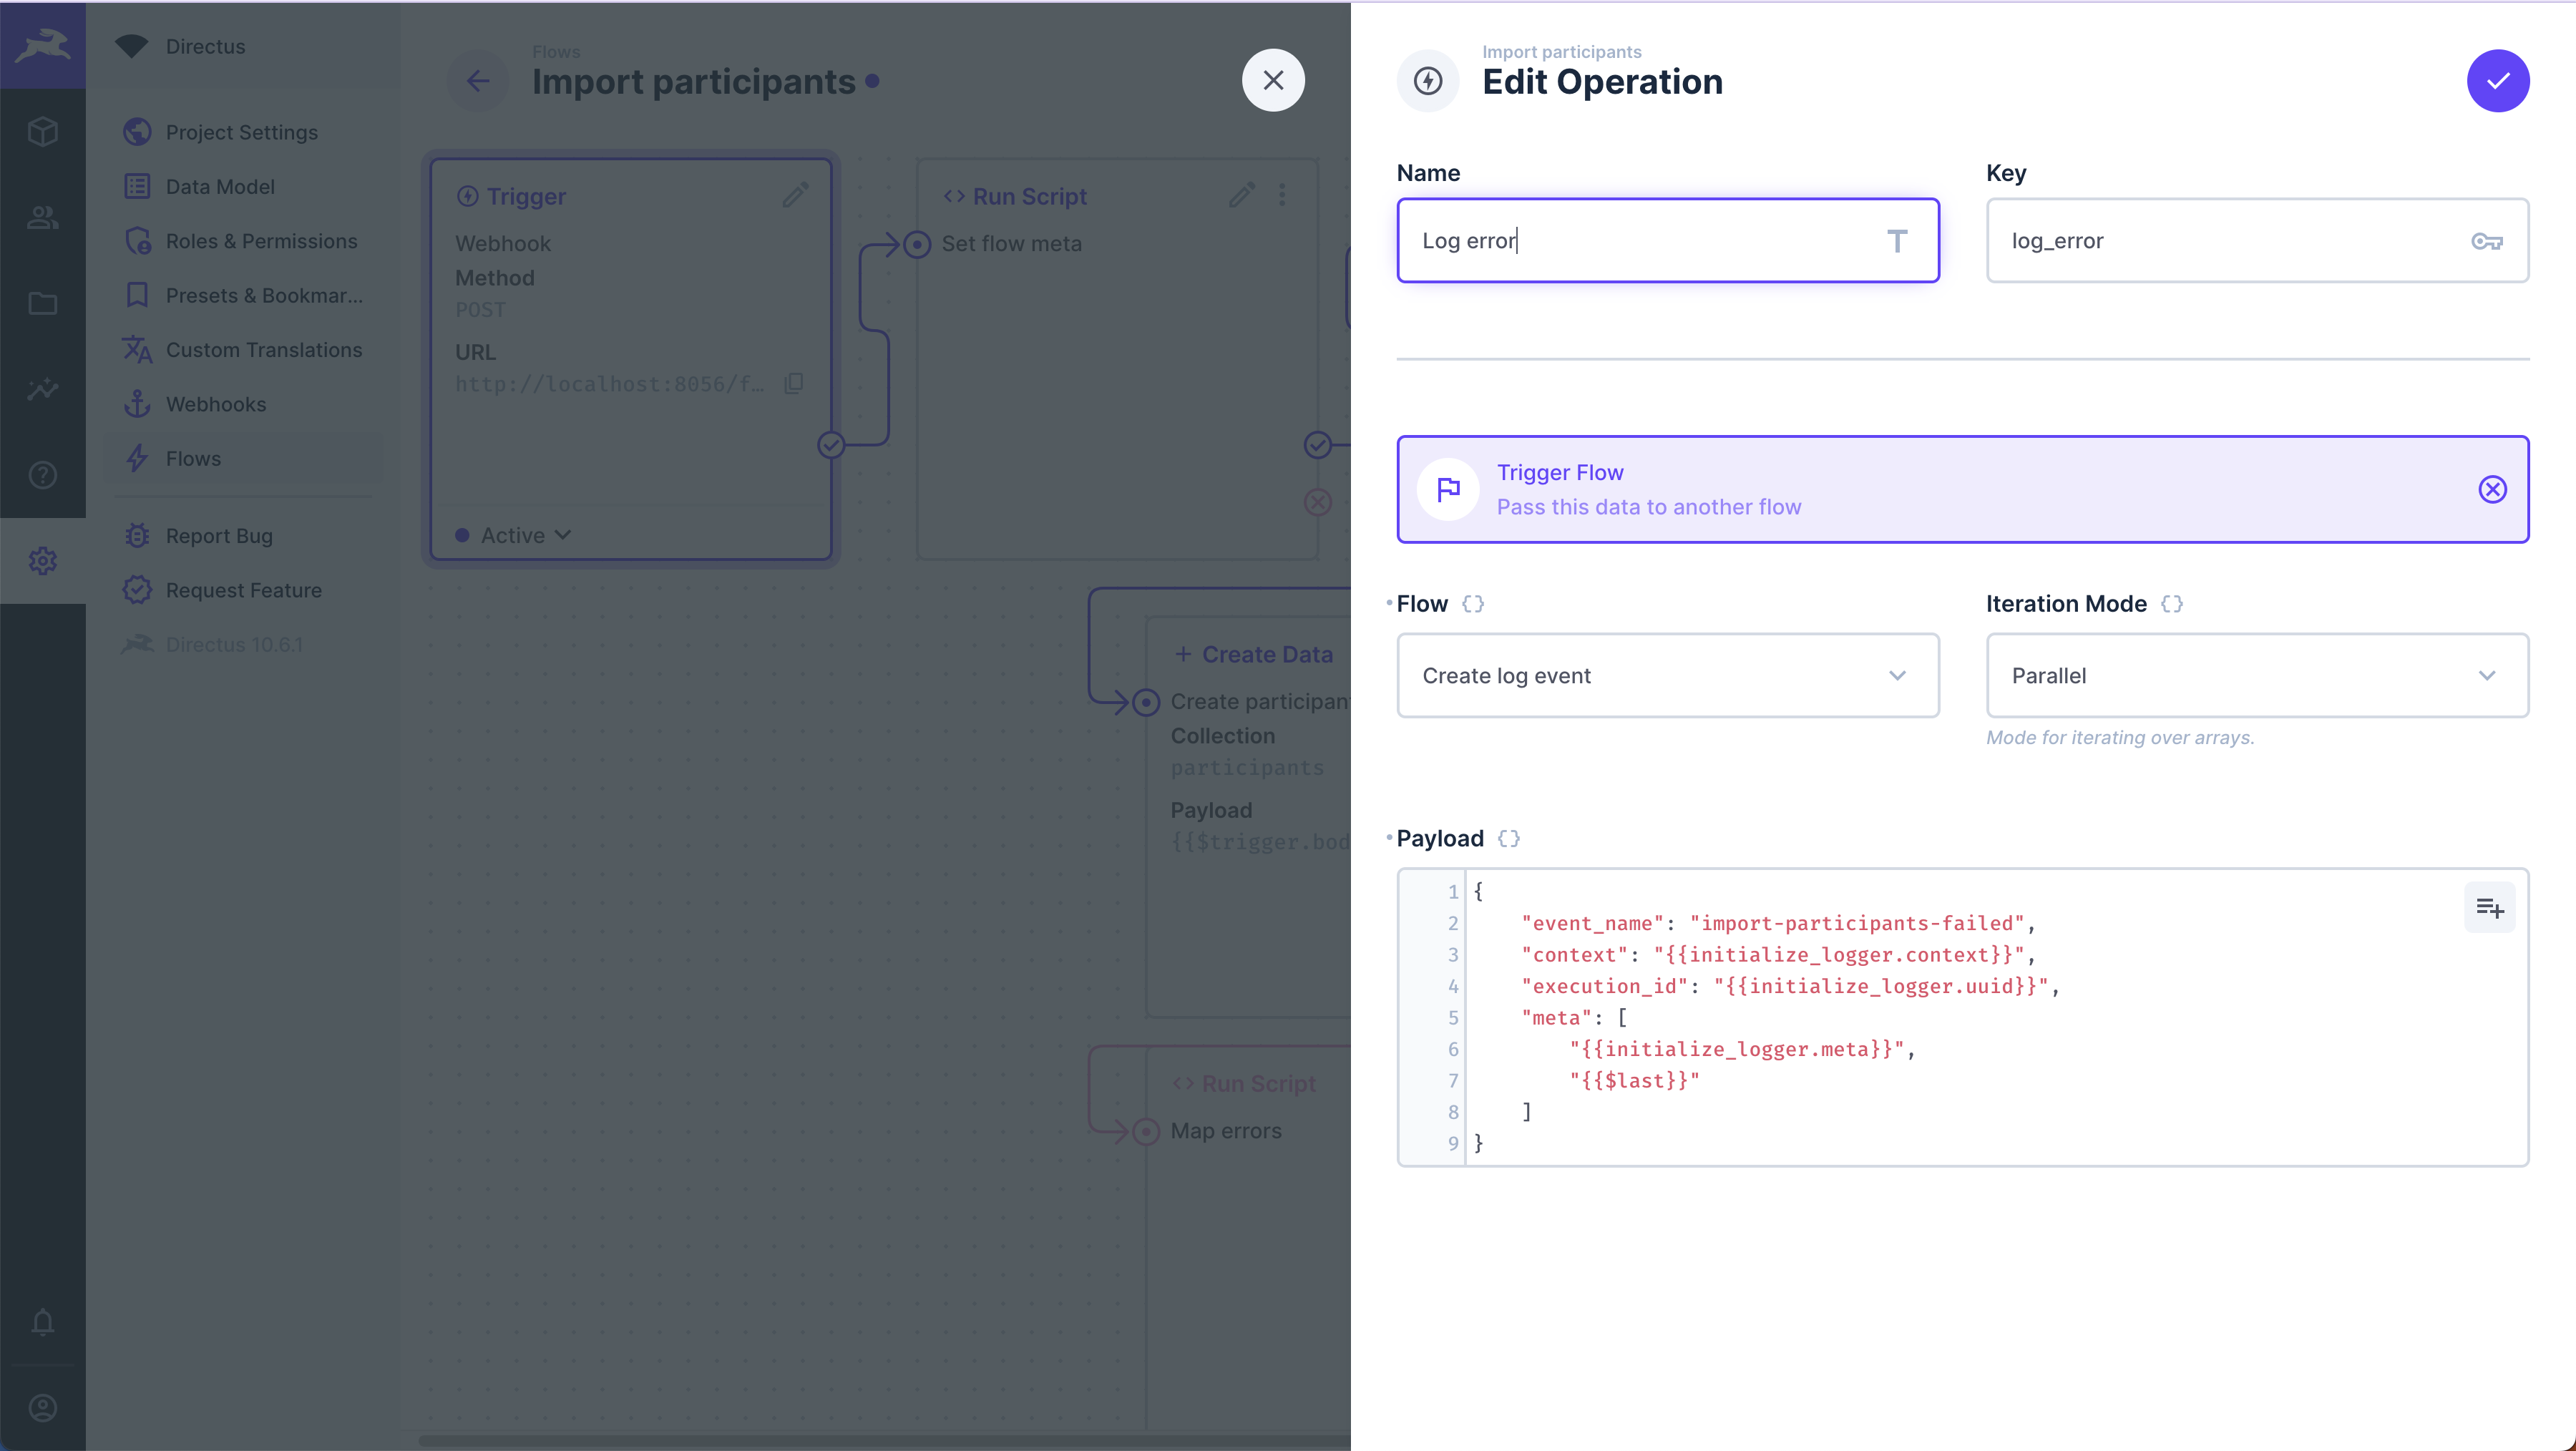 Directus
Project Settings
Data Model
Roles & Permissions
Presets & Bookmar...
Custom Translations
Webhooks
Flows
Report Bug
Request Feature
Directus 10.6.1
Flows
Import participants
Trigger
Webhook
Method
POST
URL
http://localhost:8056/f…
Active
Run Script
Set flow meta
Create Data
Create participan
Collection
participants
Payload
{{$trigger.bod
Run Script
Map errors
Import participants
Edit Operation
Name
Key
Log error
log_error
Trigger Flow
Pass this data to another flow
Flow
Iteration Mode
Create log event
Parallel
Mode for iterating over arrays.
Payload
1 {
2 "event_name": "import-participants-failed",
3 "context": "{{initialize_logger.context}}",
4 "execution_id": "{{initialize_logger.uuid}}",
5 "meta": [
6 "{{initialize_logger.meta}}",
7 "{{$last}}"
8 ]
9 }